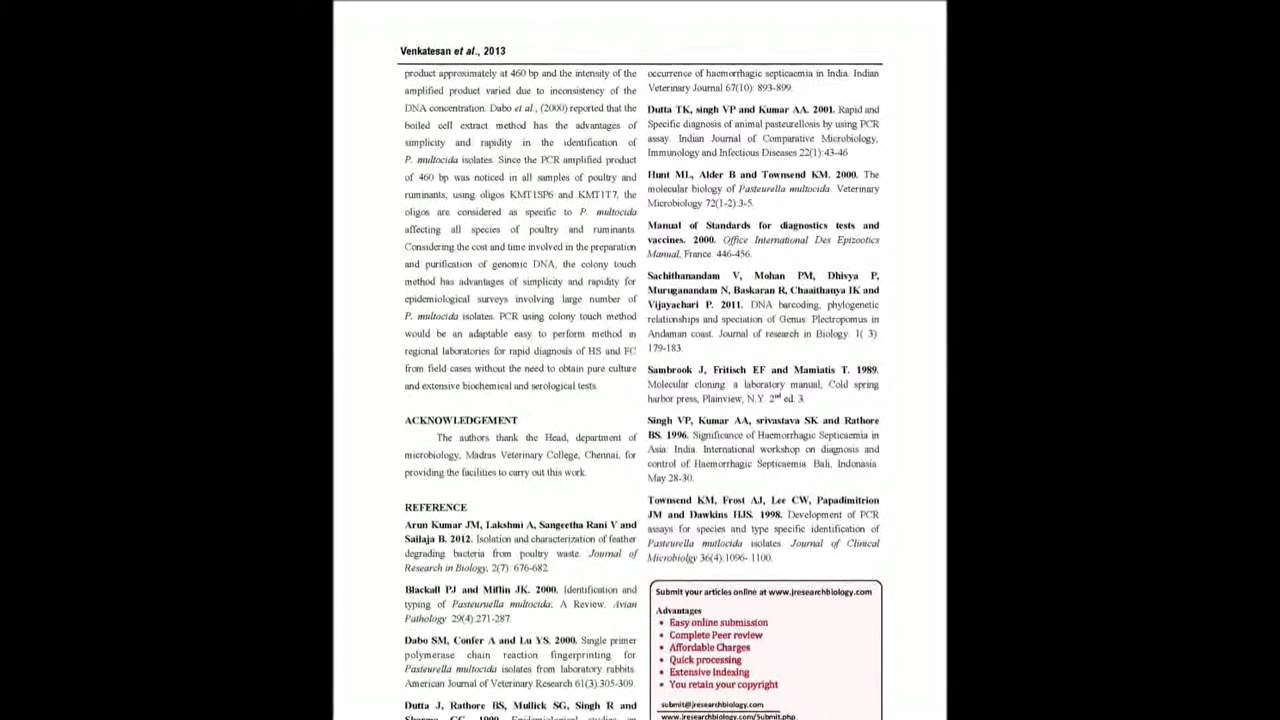 Venkatesan et al., 2013
product approximately at 460 bp and the intensity of the
amplified product varied due to inconsistency of the
DNA concentration. Dabo et al., (2000) reported that the
boiled cell extract method has the advantages of
simplicity and rapidity in the identification of
P. multocida isolates. Since the PCR amplified product
of 460 bp was noticed in all samples of poultry and
ruminants, using oligos KMT1SP6 and KMT1T7, the
oligos are considered as specific to P. multocida
affecting all species of poultry and ruminants.
Considering the cost and time involved in the preparation
and purification of genomic DNA, the colony touch
method has advantages of simplicity and rapidity for
epidemiological surveys involving large number of
P. multocida isolates. PCR using colony touch method
would be an adaptable easy to perform method in
regional laboratories for rapid diagnosis of HS and FC
from field cases without the need to obtain pure culture
and extensive biochemical and serological tests.
ACKNOWLEDGEMENT
The authors thank the Head, department of
microbiology, Madras Veterinary College, Chennai, for
providing the facilities to carry out this work.
REFERENCE
Arun Kumar JM, Lakshmi A, Sangeetha Rani V and
Sailaja B. 2012. Isolation and characterization of feather
degrading bacteria from poultry waste. Journal of
Research in Biology. 2(7): 676-682.
Blackall PJ and Miflin JK. 2000. Identification and
typing of Pasteuruella multocida: A Review. Avian
Pathology 29(4):271-287.
Dabo SM, Confer A and Lu YS. 2000. Single primer
polymerase chain reaction fingerprinting for
Pasteurella multocida isolates from laboratory rabbits.
American Journal of Veterinary Research 61(3):305-309.
Dutta J, Rathore BS, Mullick SG, Singh R and
Sharma GC. 1990. Epidemiological studies on
occurrence of haemorrhagic septicaemia in India. Indian
Veterinary Journal 67(10): 893-899.
Dutta TK, singh VP and Kumar AA. 2001. Rapid and
Specific diagnosis of animal pasteurellosis by using PCR
assay. Indian Journal of Comparative Microbiology,
Immunology and Infectious Diseases 22(1):43-46
Hunt ML, Alder B and Townsend KM. 2000. The
molecular biology of Pasteurella multocida. Veterinary
Microbiology 72(1-2):3-5.
Manual of Standards for diagnostics tests and
vaccines. 2000. Office International Des Epizootics
Manual, France. 446-456.
Sachithanandam V, Mohan PM, Dhivya P,
Muruganandam N, Baskaran R, Chaaithanya IK and
Vijayachari P. 2011. DNA barcoding, phylogenetic
relationships and speciation of Genus: Plectropomus in
Andaman coast. Journal of research in Biology. 1( 3):
179-183.
Sambrook J, Fritisch EF and Mamiatis T. 1989.
Molecular cloning: a laboratory manual, Cold spring
harbor press, Plainview, N.Y. 2nd ed. 3.
Singh VP, Kumar AA, srivastava SK and Rathore
BS. 1996. Significance of Haemorrhagic Septicaemia in
Asia: India. International workshop on diagnosis and
control of Haemorrhagic Septicaemia. Bali, Indonasia.
May 28-30.
Townsend KM, Frost AJ, Lee CW, Papadimitrion
JM and Dawkins HJS. 1998. Development of PCR
assays for species and type specific identification of
Pasteurella mutlocida isolates. Journal of Clinical
Microbiolgy 36(4):1096- 1100.
Submit your articles online at www.jresearchbiology.com
Advantages
• Easy online submission
• Complete Peer review
• Affordable Charges
• Quick processing
• Extensive indexing
• You retain your copyright
submit@jresearchbiology.com
www.jresearchbiology.com/Submit.php.